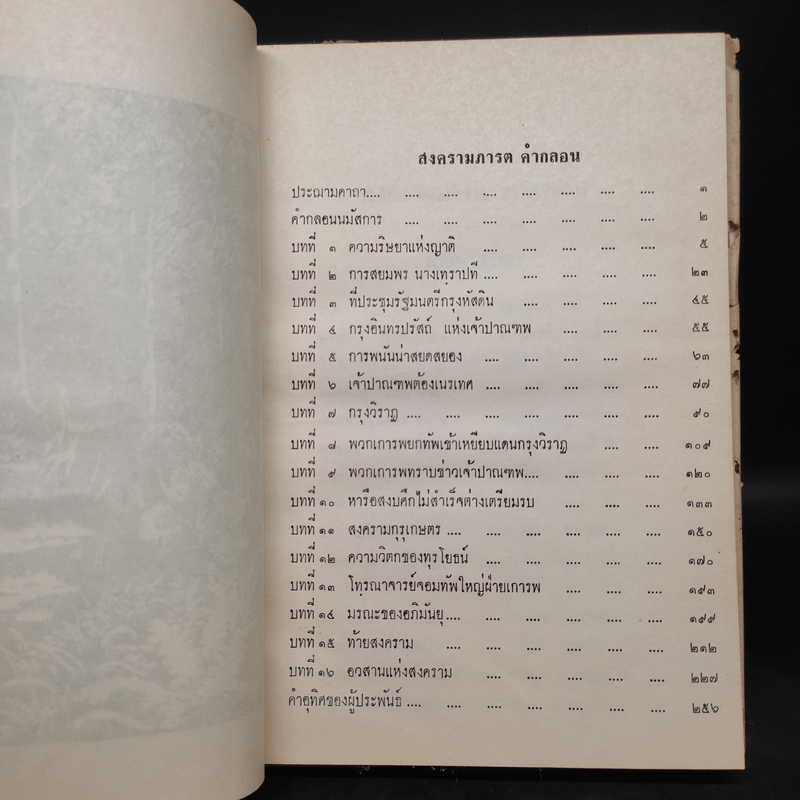 สงครามภารต คำกลอน
ประฌามคาถา.... .... .... .... .... .... .... .... ๑
คำกลอนนมัสการ .... .... .... .... .... .... .... ๒
บทที่ ๑ ความริษยาแห่งญาติ .... .... .... .... .... ๕
บทที่ ๒ การสยมพร นางเทฺราปที .... .... .... .... .... ๒๓
บทที่ ๓ ที่ประชุมรัฐมนตรีกรุงหัสดิน .... .... .... .... ๔๕
บทที่ ๔ กรุงอินทรปรัสถ์ แห่งเจ้าปาณฑพ .... .... .... ๕๕
บทที่ ๕ การพนันน่าสยดสยอง .... .... .... .... .... ๖๓
บทที่ ๖ เจ้าปาณฑพต้องเนรเทศ .... .... .... .... .... ๗๗
บทที่ ๗ กรุงวิราฎ .... .... .... .... .... .... .... ๙๐
บทที่ ๘ พวกเการพยกทัพเข้าเหยียบแดนกรุงวิราฎ .... .... ๑๐๙
บทที่ ๙ พวกเการพทราบข่าวเจ้าปาณฑพ.... .... .... .... ๑๒๐
บทที่ ๑๐ หารือสงบศึกไม่สำเร็จต่างเตรียมรบ .... .... .... ๑๓๓
บทที่ ๑๑ สงครามกุรุเกษตร .... .... .... .... .... .... ๑๕๐
บทที่ ๑๒ ความวิตกของทุรโยธน์ .... .... .... .... .... ๑๗๐
บทที่ ๑๓ โทฺรณาจารย์จอมทัพใหญ่ฝ่ายเการพ .... .... .... ๑๙๓
บทที่ ๑๔ มรณะของอภิมันยุ.... .... .... .... .... .... ๑๙๙
บทที่ ๑๕ ท้ายสงคราม .... .... .... .... .... .... ๒๑๒
บทที่ ๑๖ อวสานแห่งสงคราม .... .... .... .... .... ๒๒๗
คำอุทิศของผู้ประพันธ์ .... .... .... .... .... .... .... ๒๕๖